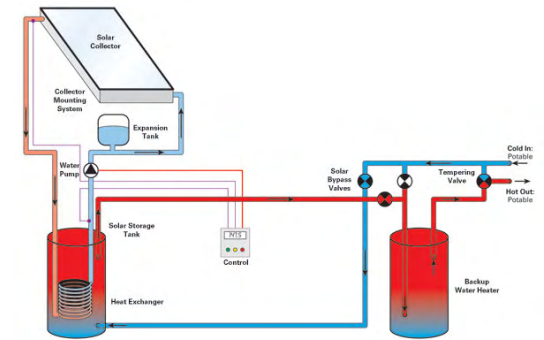 Solar
Collector
Collector
Mounting
System
Expansion
Tank
Water
Pump
Solar Storage
Tank
Heat Exchanger
NTS
Control
Solar
Bypass
Valves
Tempering
Valve
Cold In:
Potable
Hot Out:
Potable
Backup
Water Heater